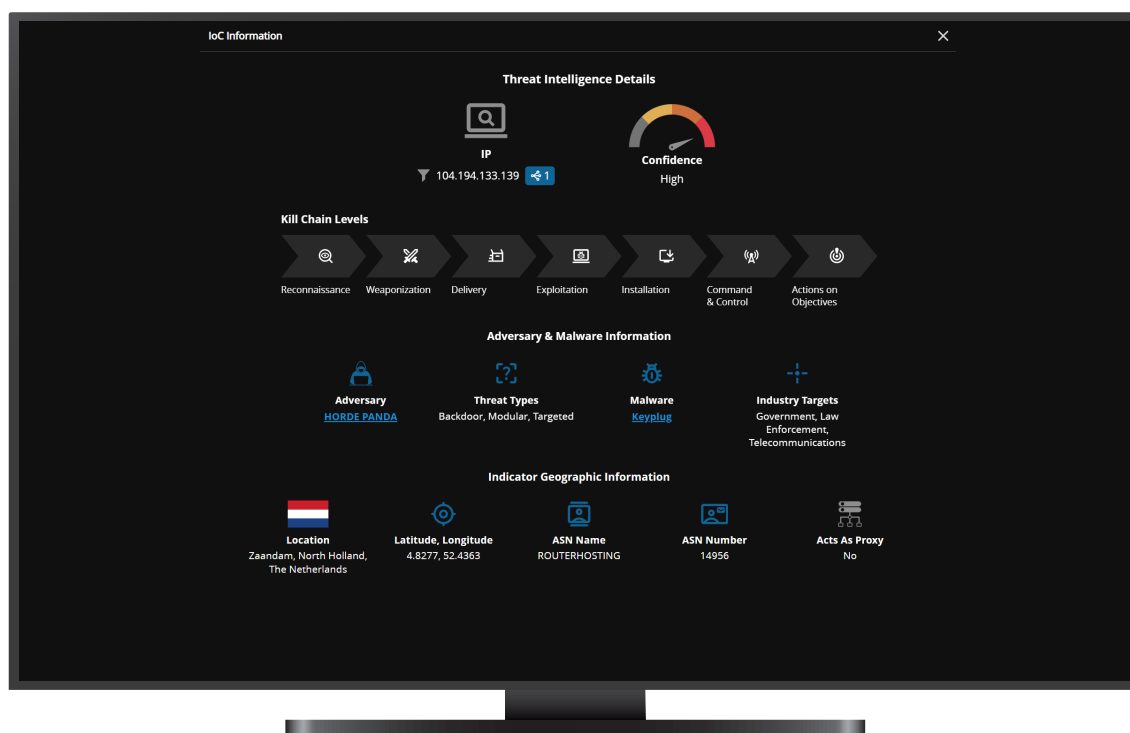 IoC Information
Threat Intelligence Details
IP
104.194.133.139
1
Confidence
High
Kill Chain Levels
Reconnaissance
Weaponization
Delivery
Exploitation
Installation
Command
& Control
Actions on
Objectives
Adversary & Malware Information
Adversary
HORDE PANDA
Threat Types
Backdoor, Modular, Targeted
Malware
Keyplug
Industry Targets
Government, Law
Enforcement,
Telecommunications
Indicator Geographic Information
Location
Zaandam, North Holland,
The Netherlands
Latitude, Longitude
4.8277, 52.4363
ASN Name
ROUTERHOSTING
ASN Number
14956
Acts As Proxy
No